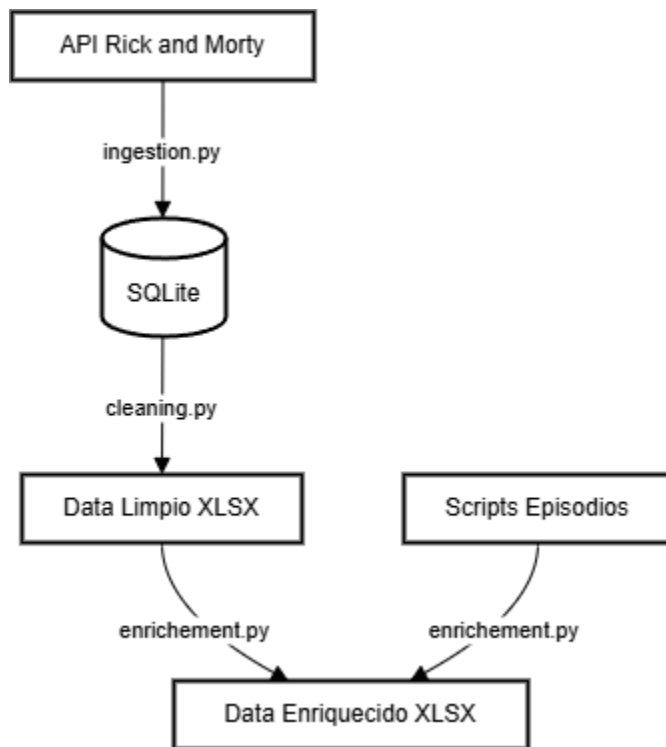 API Rick and Morty
ingestion.py
SQLite
cleaning.py
Data Limpio XLSX
Scripts Episodios
enrichement.py
enrichement.py
Data Enriquecido XLSX